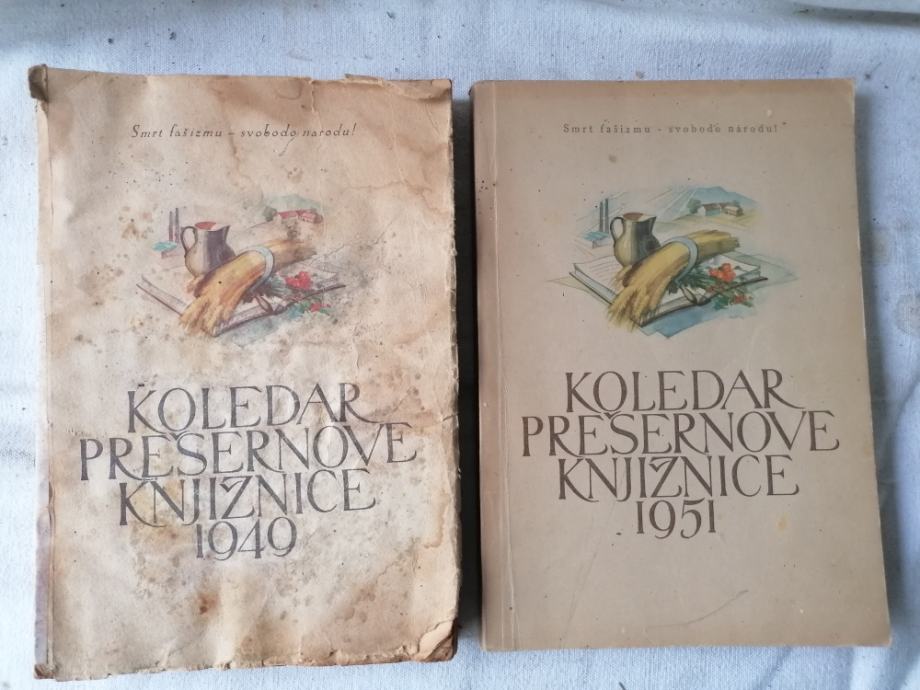 Smrt fašizmu – svobodo narodu!
KOLEDAR
PREŠERNOVE
KNJIŽNICE
1949
Smrt fašizmu - svobodo narodu!
KOLEDAR
PREŠERNOVE
KNJIŽNICE
1951